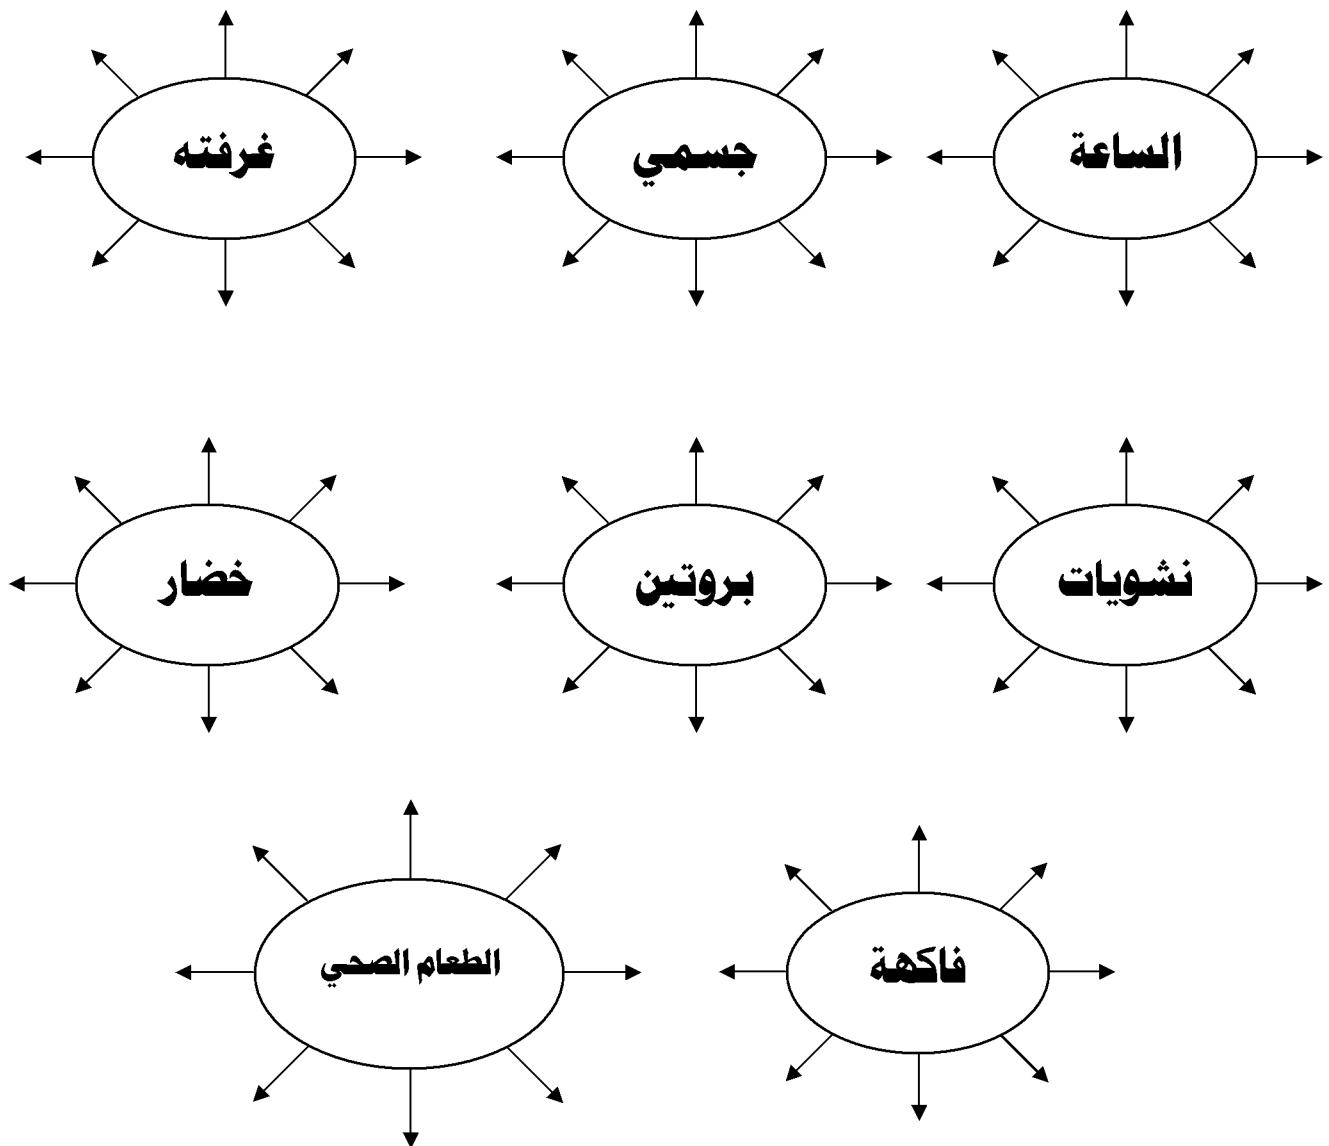 الساعة
جسمي
غرفته
نشويات
بروتين
خضار
فاكهة
الطعام الصحي